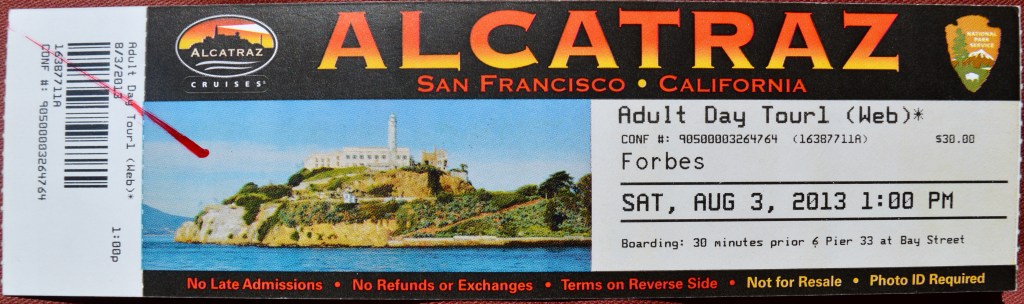 Adult Day Tourl (Web)*
8/3/2013
16387711A
CONF #: 90500003264764
1:00p
ALCATRAZ
CRUISES
ALCATRAZ
SAN FRANCISCO • CALIFORNIA
NATIONAL
PARK
SERVICE
Adult Day Tourl (Web)*
CONF #: 90500003264764 (16387711A) $30.00
Forbes
SAT, AUG 3, 2013 1:00 PM
Boarding: 30 minutes prior & Pier 33 at Bay Street
No Late Admissions • No Refunds or Exchanges • Terms on Reverse Side • Not for Resale • Photo ID Required